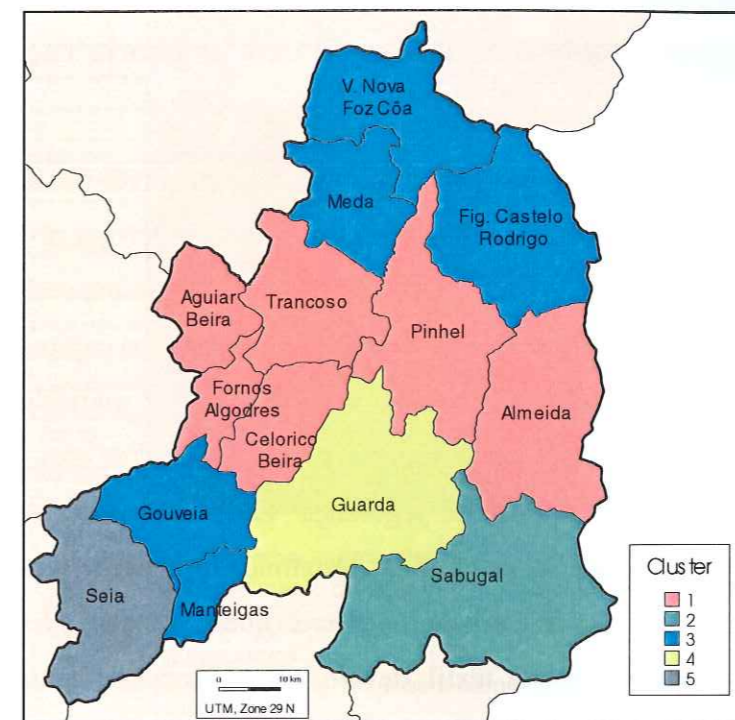 V. Nova
Foz Côa
Meda
Fig. Castelo
Rodrigo
Aguiar
Beira
Trancoso
Pinhel
Fornos
Algodres
Almeida
Celorico
Beira
Guarda
Gouveia
Sabugal
Seia
Manteigas
Cluster
1
2
3
4
5
0 10 km
UTM, Zone 29 N